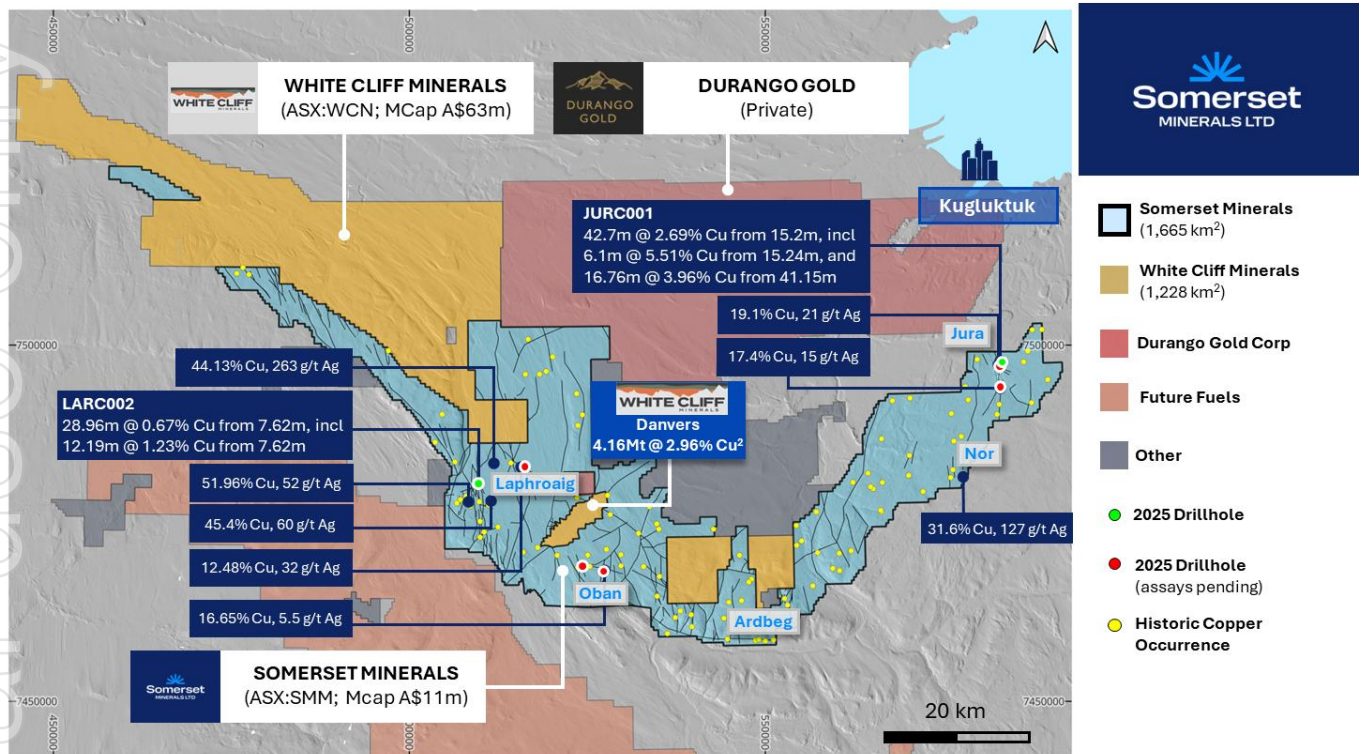 450000
500000
550000
WHITE CLIFF
MINERALS
WHITE CLIFF MINERALS
(ASX:WCN; MCap A$63m)
DURANGO
GOLD
DURANGO GOLD
(Private)
Kugluktuk
JURC001
42.7m @ 2.69% Cu from 15.2m, incl
6.1m @ 5.51% Cu from 15.24m, and
16.76m @ 3.96% Cu from 41.15m
19.1% Cu, 21 g/t Ag
17.4% Cu, 15 g/t Ag
Jura
7500000
7500000
44.13% Cu, 263 g/t Ag
LARC002
28.96m @ 0.67% Cu from 7.62m, incl
12.19m @ 1.23% Cu from 7.62m
51.96% Cu, 52 g/t Ag
45.4% Cu, 60 g/t Ag
12.48% Cu, 32 g/t Ag
16.65% Cu, 5.5 g/t Ag
WHITE CLIFF
MINERALS
Danvers
4.16Mt @ 2.96% Cu²
Laphroaig
Nor
31.6% Cu, 127 g/t Ag
Oban
Ardbeg
Somerset
MINERALS LTD
SOMERSET MINERALS
(ASX:SMM; Mcap A$11m)
7450000
7450000
450000
500000
550000
20 km
Somerset
MINERALS LTD
Somerset Minerals
(1,665 km²)
White Cliff Minerals
(1,228 km²)
Durango Gold Corp
Future Fuels
Other
2025 Drillhole
2025 Drillhole
(assays pending)
Historic Copper
Occurrence